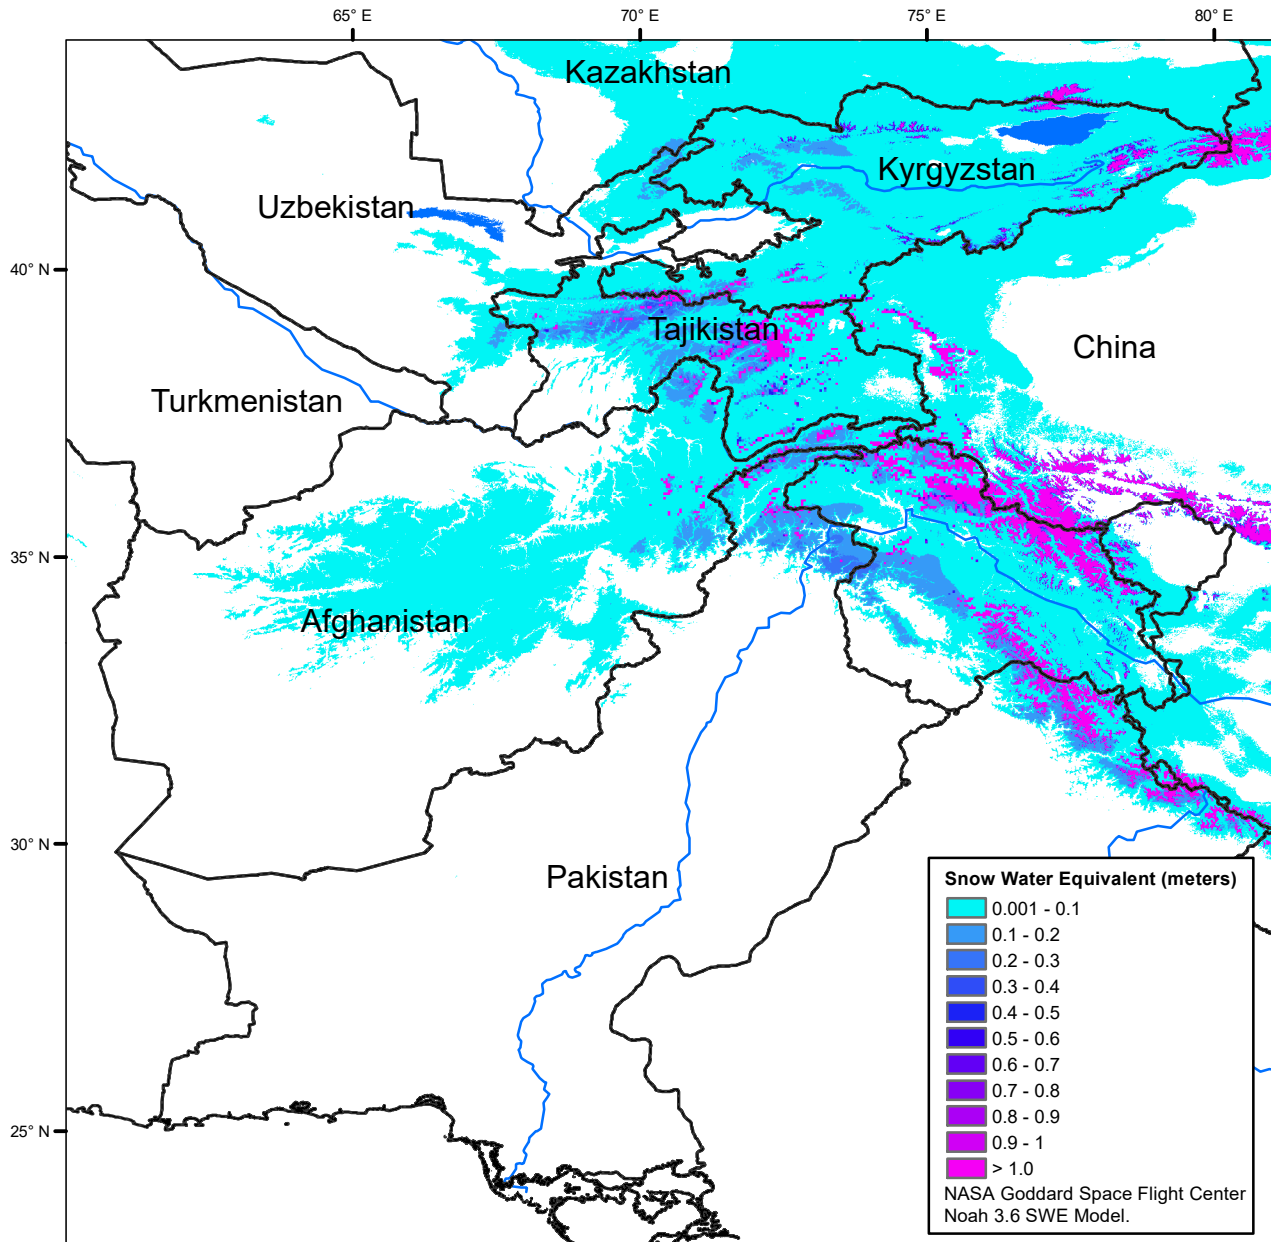 65° E
70° E
75° E
80° E
Kazakhstan
Kyrgyzstan
Uzbekistan
40° N
Tajikistan
China
Turkmenistan
35° N
Afghanistan
30° N
Pakistan
25° N
Snow Water Equivalent (meters)
0.001 - 0.1
0.1 - 0.2
0.2 - 0.3
0.3 - 0.4
0.4 - 0.5
0.5 - 0.6
0.6 - 0.7
0.7 - 0.8
0.8 - 0.9
0.9 - 1
> 1.0
NASA Goddard Space Flight Center
Noah 3.6 SWE Model.